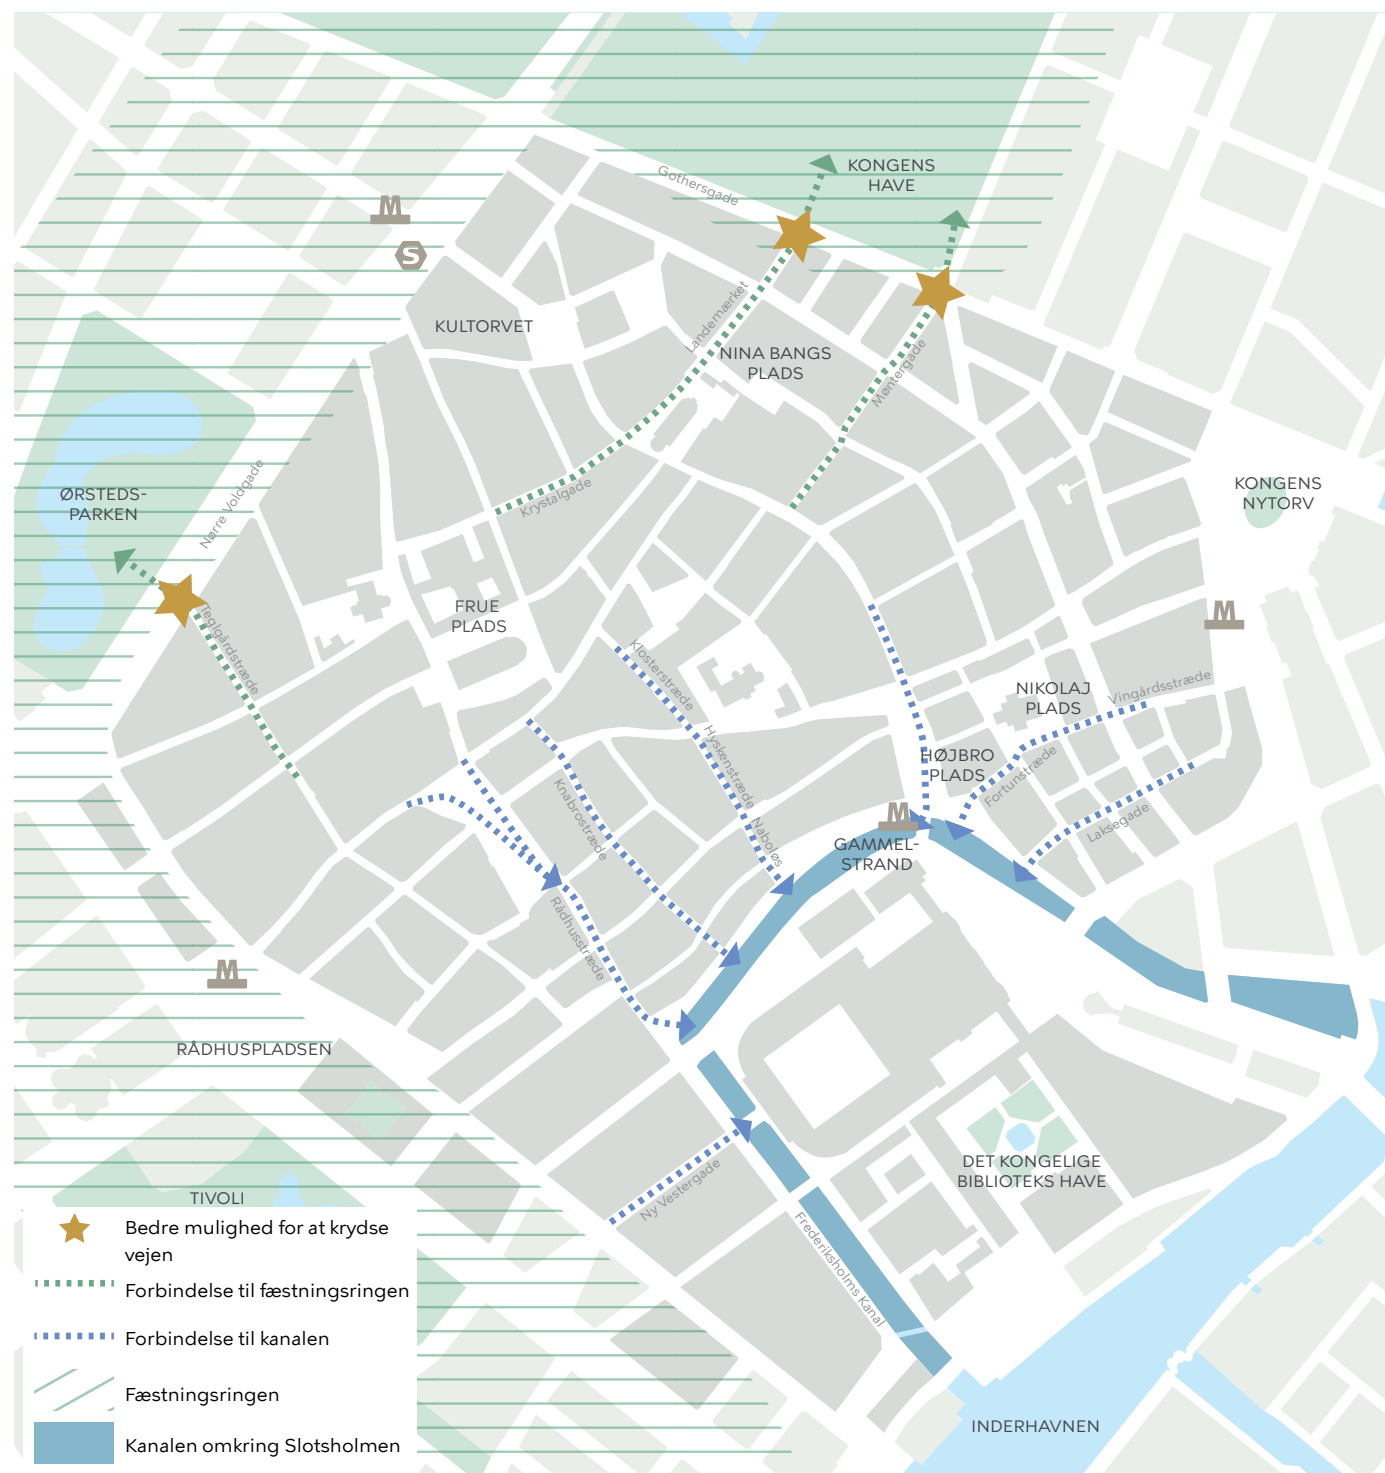 Gothersgade
KONGENS
HAVE
M
S
Landemærket
KULTORVET
NINA BANGS
PLADS
Møntergade
Krystalgade
ØRSTEDS-
PARKEN
Nørre Voldgade
KONGENS
NYTORV
M
Teglgårdstræde
FRUE
PLADS
Klosterstræde
NIKOLAJ
PLADS
Vingårdsstræde
Hyskenstræde
HØJBRO
PLADS
Fortunstræde
Knabrostræde
Naboløs
M
Laksegade
GAMMEL-
STRAND
Rådhusstræde
M
RÅDHUSPLADSEN
DET KONGELIGE
BIBLIOTEKS HAVE
Ny Vestergade
TIVOLI
Frederiksholms Kanal
INDERHAVNEN
Bedre mulighed for at krydse
vejen
Forbindelse til fæstningsringen
Forbindelse til kanalen
Fæstningsringen
Kanalen omkring Slotsholmen